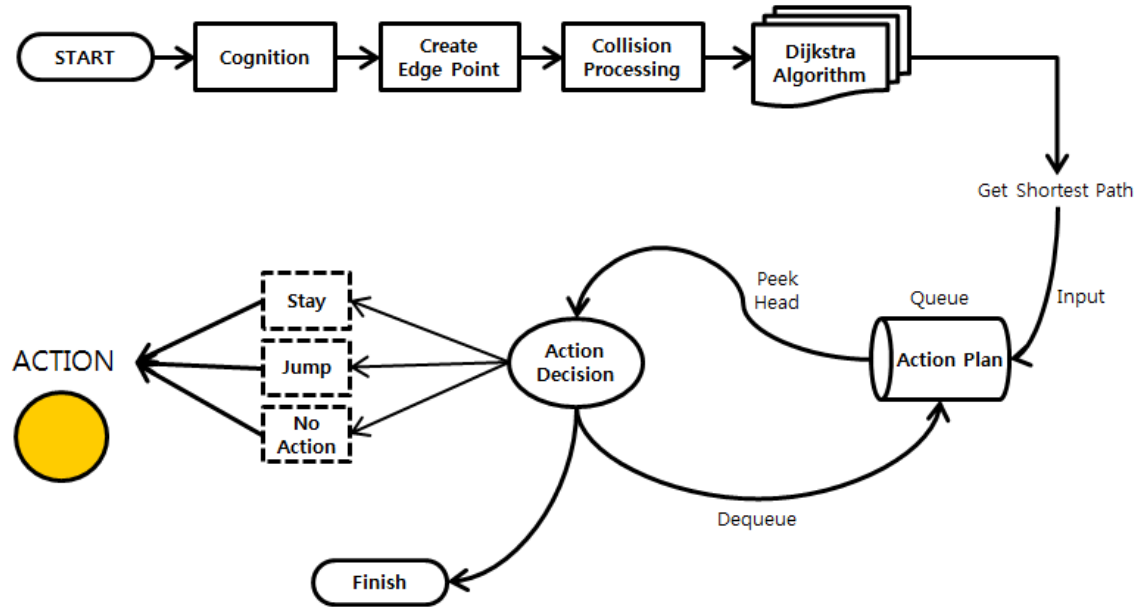 START
Cognition
Create
Edge Point
Collision
Processing
Dijkstra
Algorithm
Get Shortest Path
Input
Queue
Action Plan
Peek
Head
Action
Decision
Dequeue
Stay
Jump
No
Action
ACTION
Finish